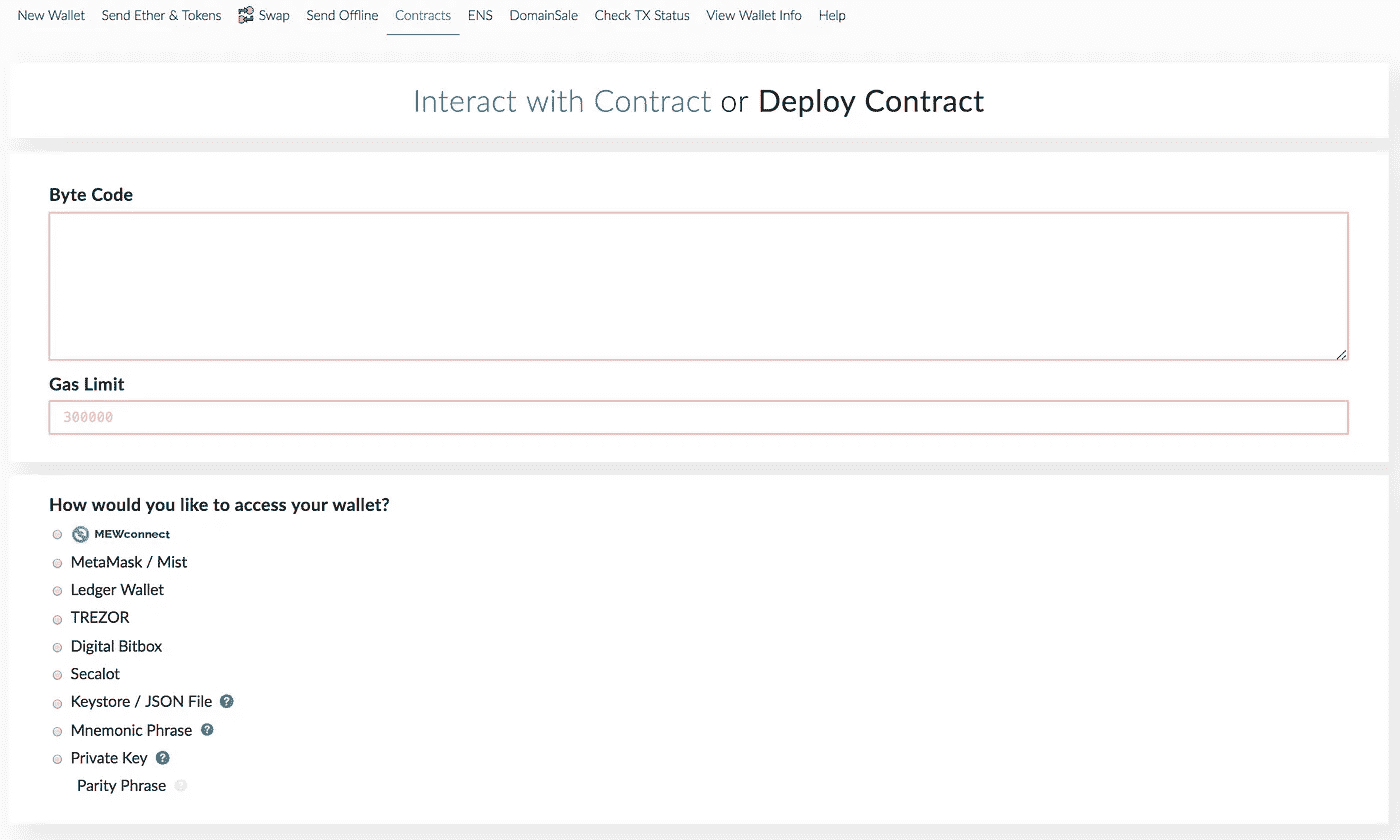 New Wallet Send Ether & Tokens Swap Send Offline Contracts ENS DomainSale Check TX Status View Wallet Info Help
Interact with Contract or Deploy Contract
Byte Code
Gas Limit
300000
How would you like to access your wallet?
MEWconnect
MetaMask / Mist
Ledger Wallet
TREZOR
Digital Bitbox
Secalot
Keystore / JSON File ?
Mnemonic Phrase ?
Private Key ?
Parity Phrase ?